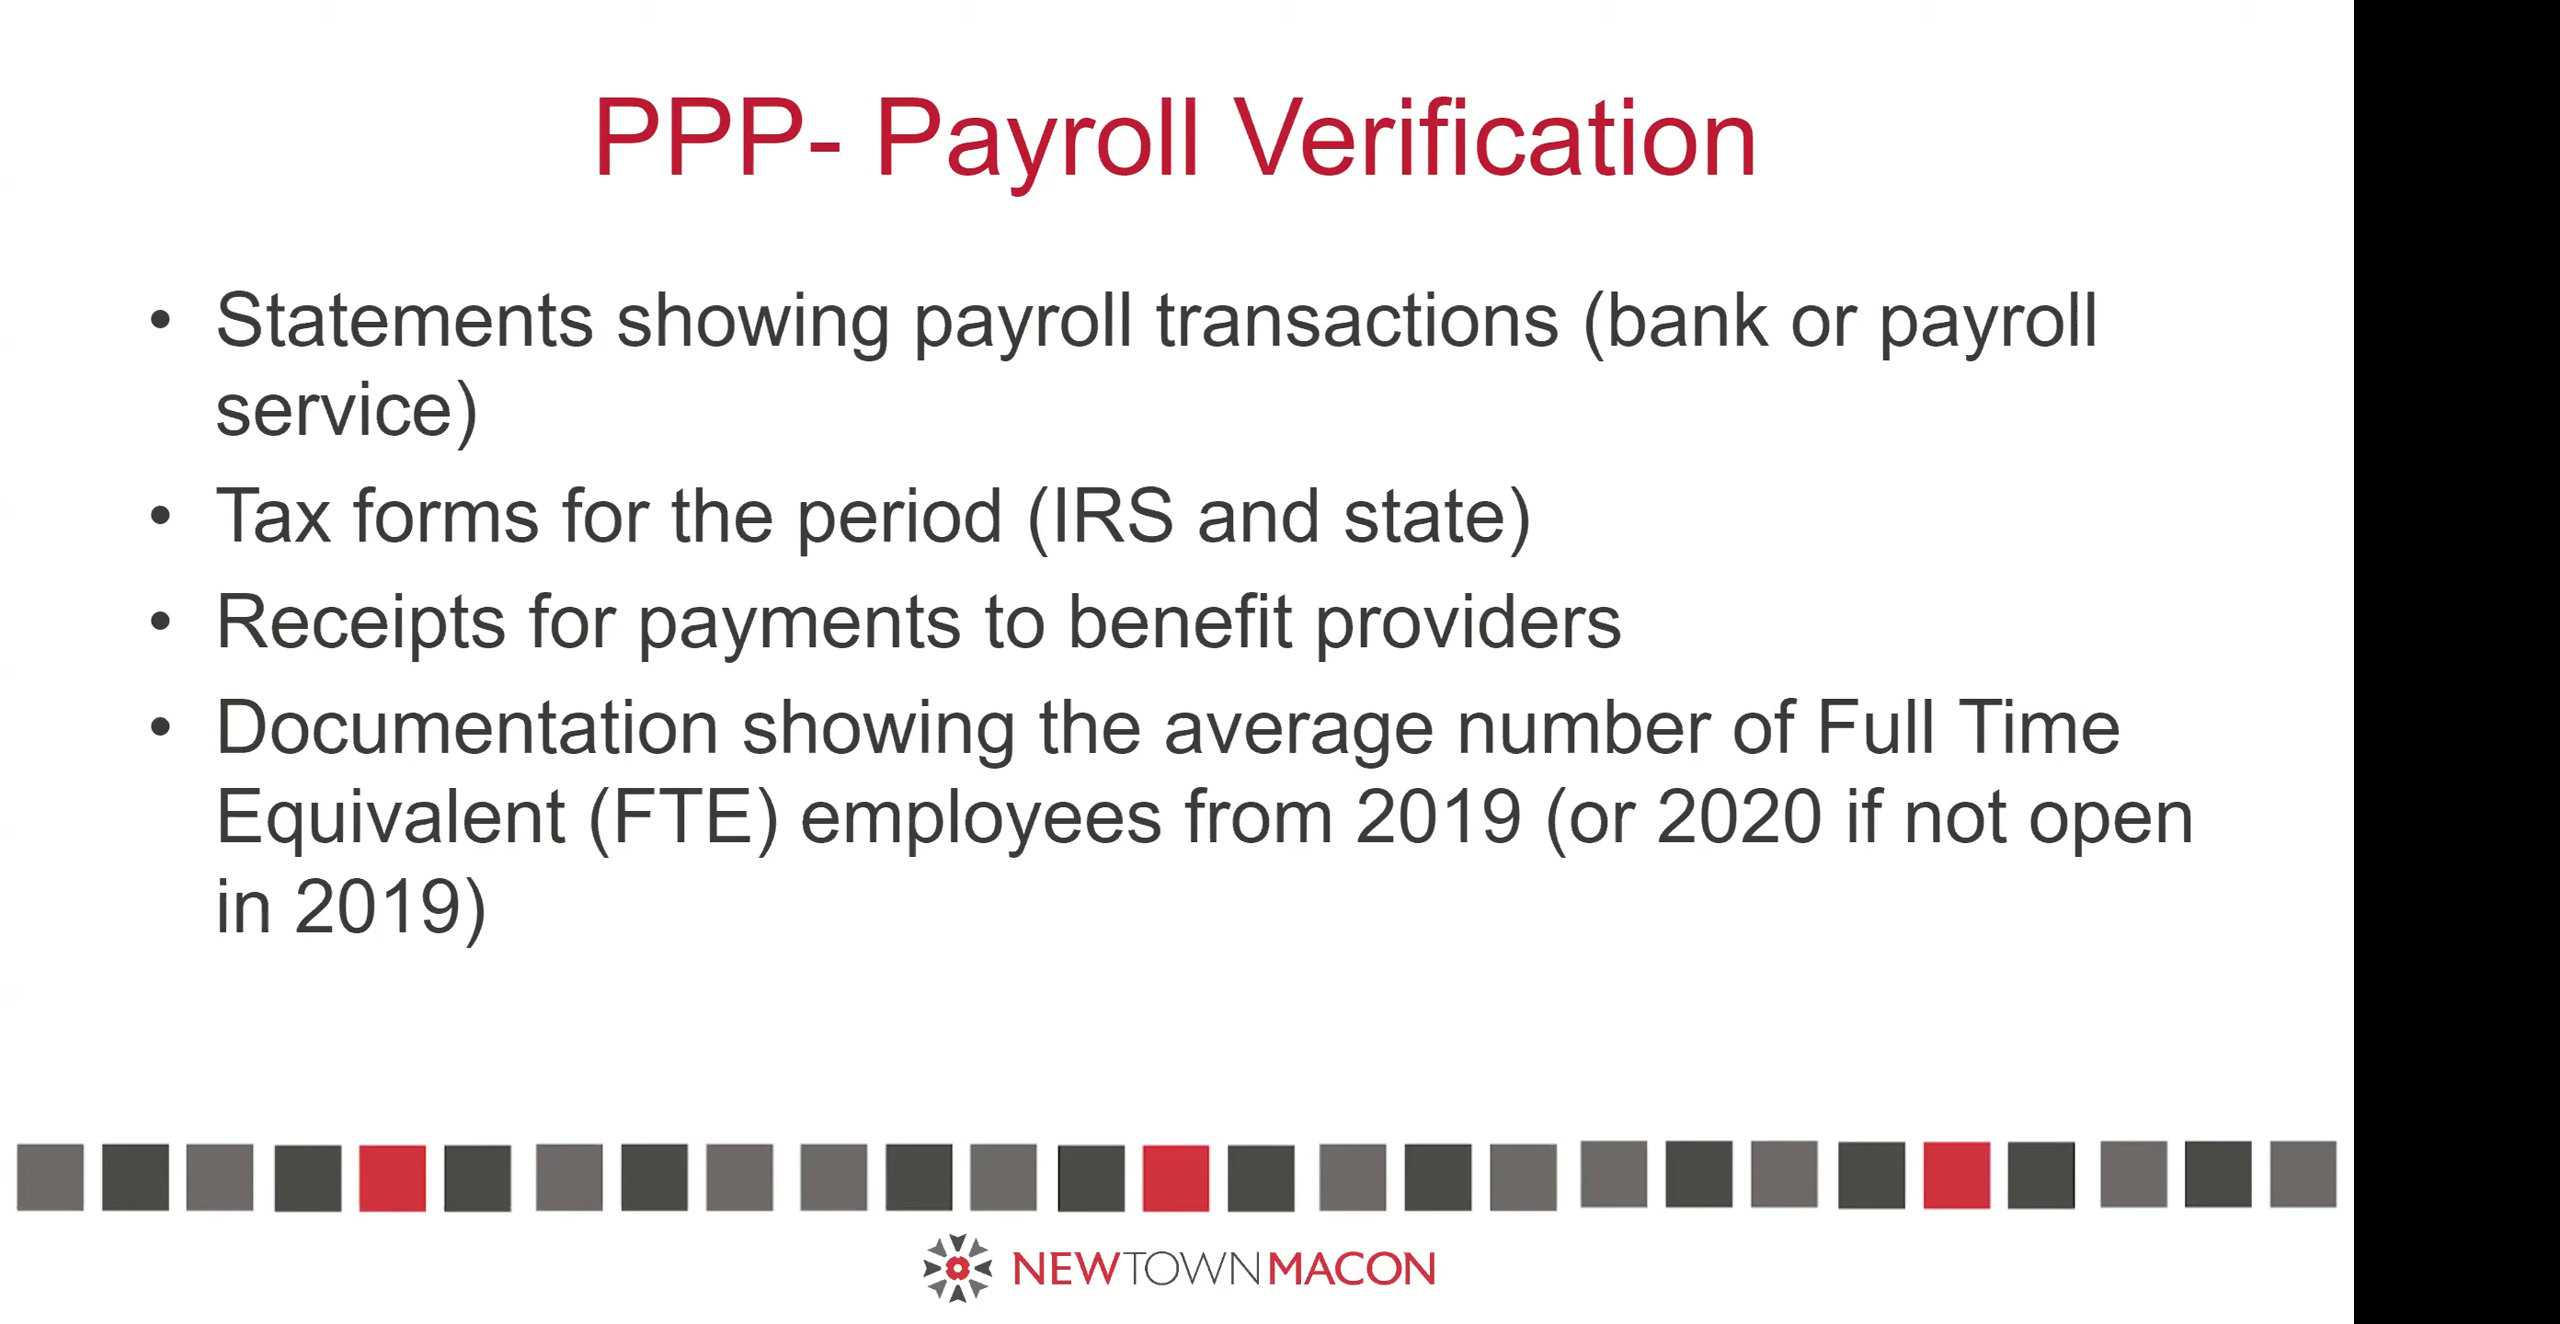 PPP- Payroll Verification
• Statements showing payroll transactions (bank or payroll
service)
• Tax forms for the period (IRS and state)
• Receipts for payments to benefit providers
• Documentation showing the average number of Full Time
Equivalent (FTE) employees from 2019 (or 2020 if not open
in 2019)
NEWTOWNMACON